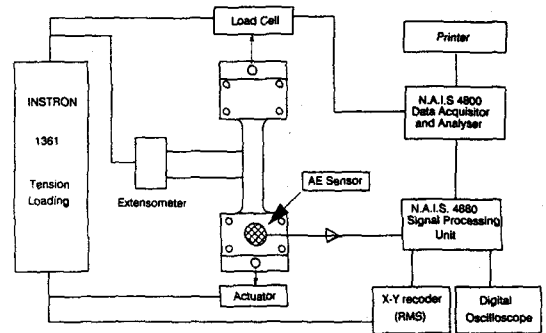 Load Cell
Printer
INSTRON
1361
Tension
Loading
N.A.I.S 4800
Data Acquisitor
and Analyser
Extensometer
AE Sensor
N.A.I.S. 4880
Signal Processing
Unit
Actuator
X-Y recoder
(RMS)
Digital
Oscilloscope